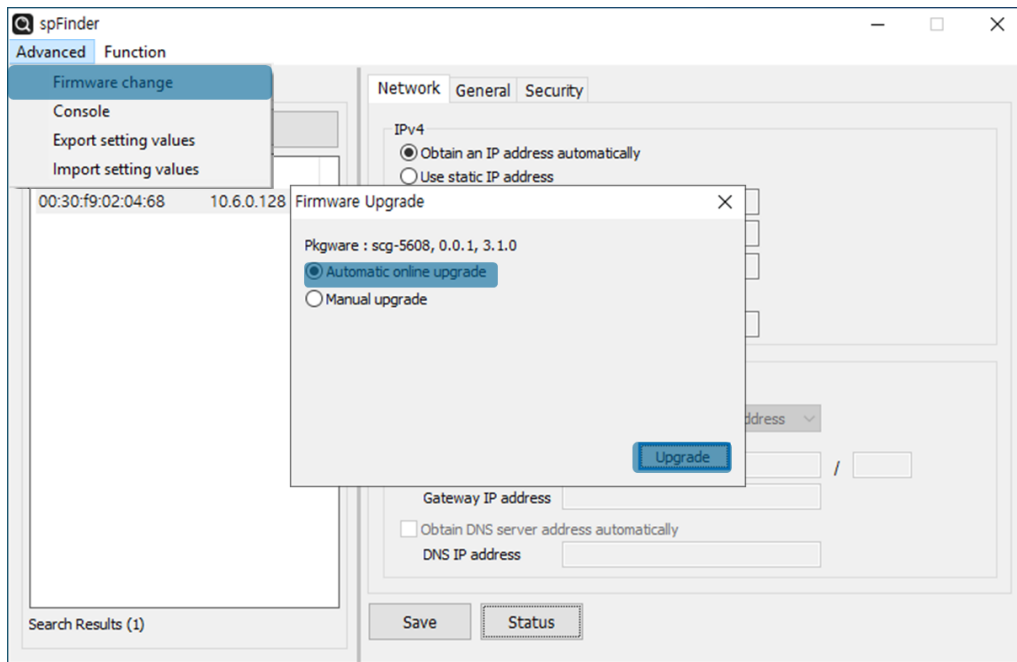 spFinder
Advanced Function
Firmware change
Console
Export setting values
Import setting values
00:30:f9:02:04:68 10.6.0.128
Search Results (1)
Network General Security
IPv4
Obtain an IP address automatically
Use static IP address
Firmware Upgrade
Pkgware : scg-5608, 0.0.1, 3.1.0
Automatic online upgrade
Manual upgrade
Upgrade
/
Gateway IP address
Obtain DNS server address automatically
DNS IP address
Save Status